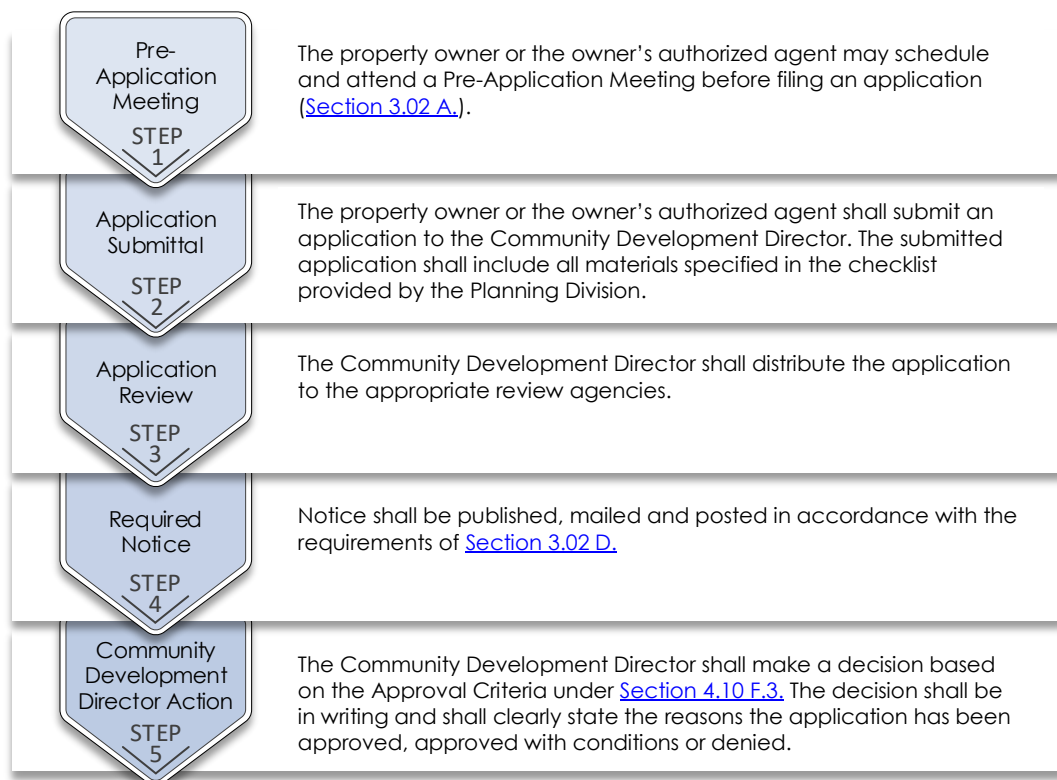 Pre-
Application
Meeting
STEP
1
The property owner or the owner’s authorized agent may schedule
and attend a Pre-Application Meeting before filing an application
(Section 3.02 A.).
Application
Submittal
STEP
2
The property owner or the owner’s authorized agent shall submit an
application to the Community Development Director. The submitted
application shall include all materials specified in the checklist
provided by the Planning Division.
Application
Review
STEP
3
The Community Development Director shall distribute the application
to the appropriate review agencies.
Required
Notice
STEP
4
Notice shall be published, mailed and posted in accordance with the
requirements of Section 3.02 D.
Community
Development
Director Action
STEP
5
The Community Development Director shall make a decision based
on the Approval Criteria under Section 4.10 F.3. The decision shall be
in writing and shall clearly state the reasons the application has been
approved, approved with conditions or denied.